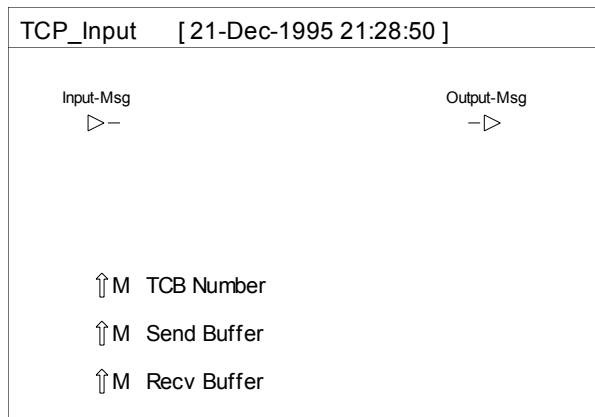 TCP_Input [ 21-Dec-1995 21:28:50 ]
Input-Msg Output-Msg
⇧M TCB Number
⇧M Send Buffer
⇧M Recv Buffer